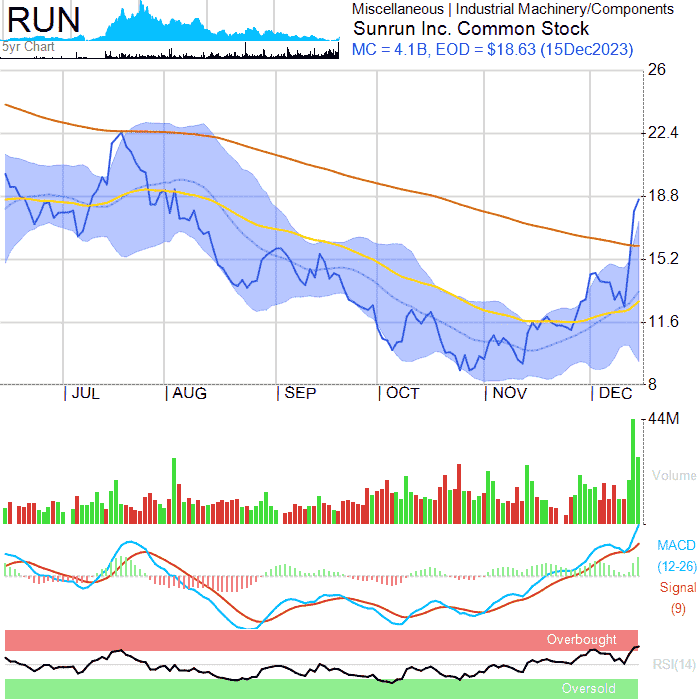 RUN
5yr Chart
Miscellaneous | Industrial Machinery/Components
Sunrun Inc. Common Stock
MC = 4.1B, EOD = $18.63 (15Dec2023)
26
22.4
18.8
15.2
11.6
8
| JUL | AUG | SEP | OCT | NOV | DEC
44M
Volume
MACD
(12-26)
Signal
(9)
Overbought
RSI(14)
Oversold